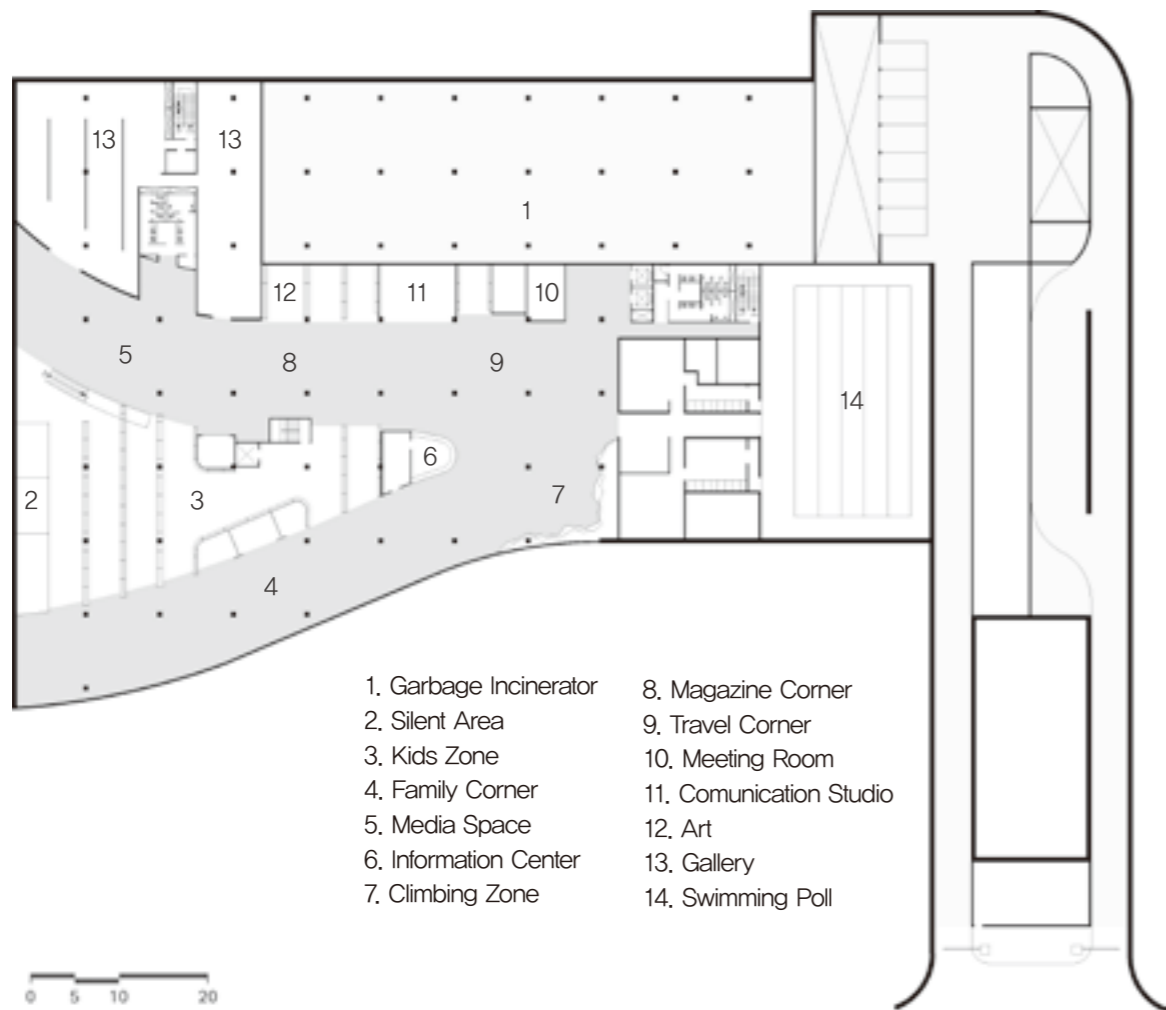 13
13
1
12
11
10
5
8
9
14
6
2
3
7
4
1. Garbage Incinerator
2. Silent Area
3. Kids Zone
4. Family Corner
5. Media Space
6. Information Center
7. Climbing Zone
8. Magazine Corner
9. Travel Corner
10. Meeting Room
11. Comunication Studio
12. Art
13. Gallery
14. Swimming Poll
0 5 10 20